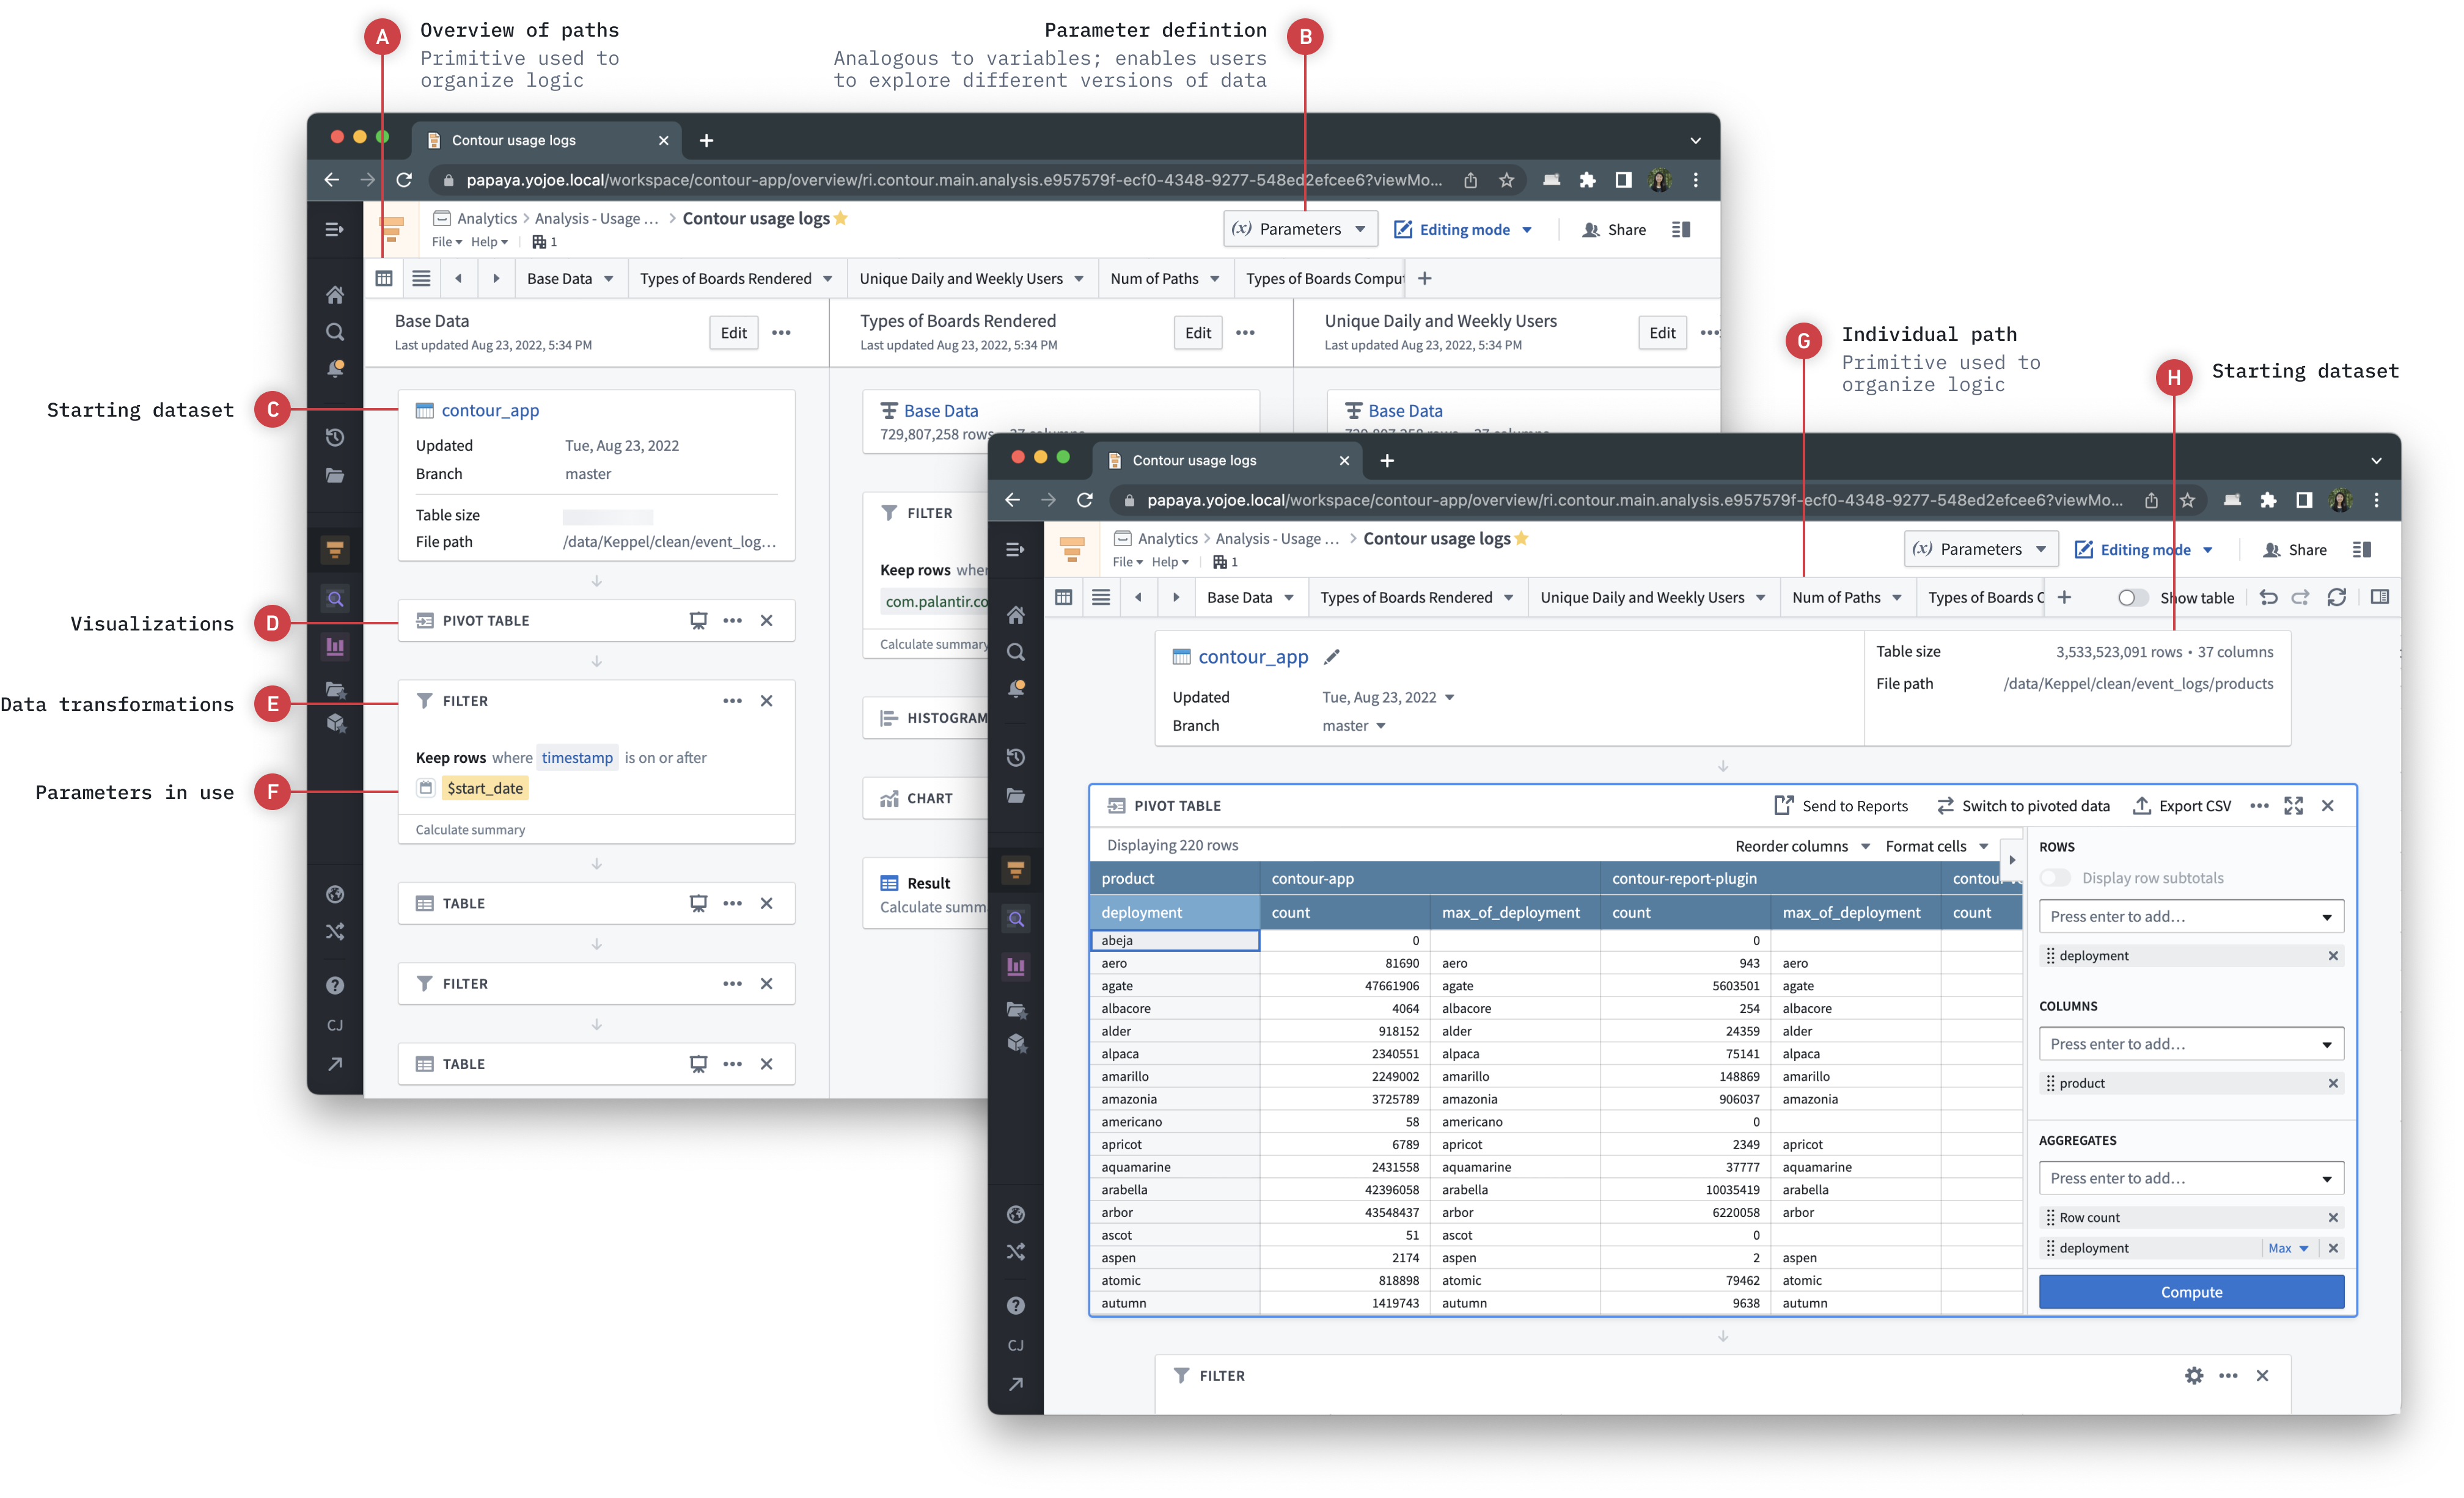 A Overview of paths
Primitive used to
organize logic
Parameter defintion B
Analogous to variables; enables users
to explore different versions of data
Contour usage logs
papaya.yojoe.local/workspace/contour-app/overview/ri.contour.main.analysis.e957579f-ecf0-4348-9277-548ed2efcee6?viewMo...
Analytics > Analysis - Usage ... > Contour usage logs
File Help 1
(x) Parameters Editing mode Share
Base Data Types of Boards Rendered Unique Daily and Weekly Users Num of Paths Types of Boards Comput
Base Data
Last updated Aug 23, 2022, 5:34 PM
Edit
Types of Boards Rendered
Last updated Aug 23, 2022, 5:34 PM
Edit
Unique Daily and Weekly Users
Last updated Aug 23, 2022, 5:34 PM
Edit
Starting dataset C
contour_app
Updated Tue, Aug 23, 2022
Branch master
Table size
File path /data/Keppel/clean/event_log...
Visualizations D
PIVOT TABLE
Data transformations E
FILTER
Keep rows where timestamp is on or after
Parameters in use F
$start_date
Calculate summary
TABLE
FILTER
TABLE
CJ
Base Data
729,807,258 rows 37 columns
FILTER
Keep rows wher
com.palantir.co
Calculate summary
HISTOGRAM
CHART
Result
Calculate summ
Base Data
729,807,258 rows 37 columns
G Individual path
Primitive used to
organize logic
H Starting dataset
Contour usage logs
papaya.yojoe.local/workspace/contour-app/overview/ri.contour.main.analysis.e957579f-ecf0-4348-9277-548ed2efcee6?viewMo...
Analytics > Analysis - Usage ... > Contour usage logs
File Help 1
(x) Parameters Editing mode Share
Base Data Types of Boards Rendered Unique Daily and Weekly Users Num of Paths Types of Boards C Show table
contour_app
Updated Tue, Aug 23, 2022
Branch master
Table size 3,533,523,091 rows • 37 columns
File path /data/Keppel/clean/event_logs/products
PIVOT TABLE Send to Reports Switch to pivoted data Export CSV
Displaying 220 rows Reorder columns Format cells
product contour-app contour-report-plugin
deployment count max_of_deployment count max_of_deployment count
abeja 0 0
aero 81690 aero 943 aero
agate 47661906 agate 5603501 agate
albacore 4064 albacore 254 albacore
alder 918152 alder 24359 alder
alpaca 2340551 alpaca 75141 alpaca
amarillo 2249002 amarillo 148869 amarillo
amazonia 3725789 amazonia 906037 amazonia
americano 58 americano 0
apricot 6789 apricot 2349 apricot
aquamarine 2431558 aquamarine 37777 aquamarine
arabella 42396058 arabella 10035419 arabella
arbor 43548437 arbor 6220058 arbor
ascot 51 ascot 0
aspen 2174 aspen 2 aspen
atomic 818898 atomic 79462 atomic
autumn 1419743 autumn 9638 autumn
ROWS
Display row subtotals
Press enter to add...
deployment
COLUMNS
Press enter to add...
product
AGGREGATES
Press enter to add...
Row count
deployment Max
Compute
FILTER
CJ